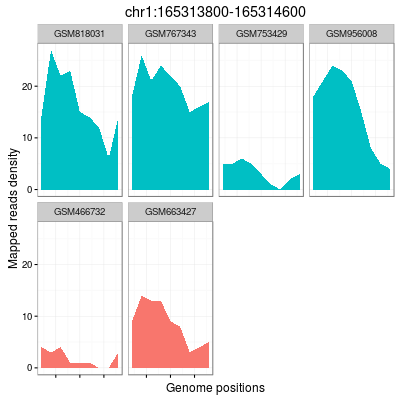 chr1:165313800-165314600
GSM818031 GSM767343 GSM753429 GSM956008
20
10
0
GSM466732 GSM663427
20
10
0
Mapped reads density
Genome positions